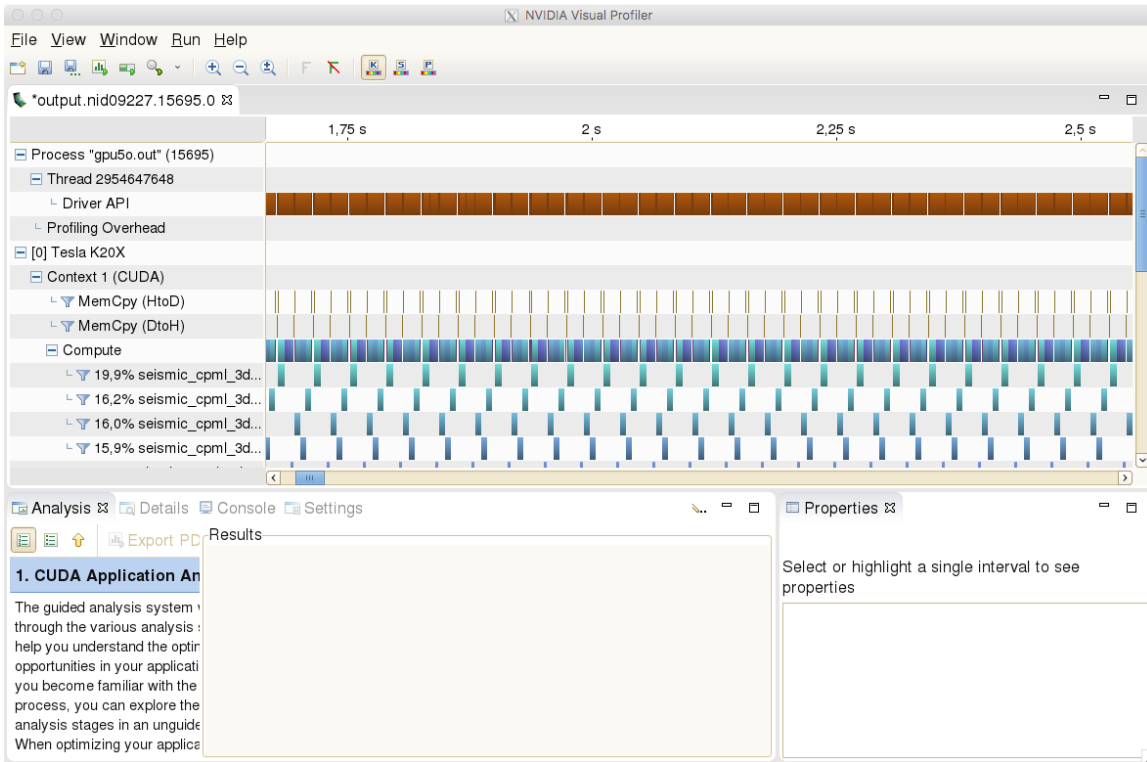 NVIDIA Visual Profiler
File View Window Run Help
K S P
*output.nid09227.15695.0
1,75 s 2 s 2,25 s 2,5 s
Process "gpu5o.out" (15695)
Thread 2954647648
Driver API
Profiling Overhead
[0] Tesla K20X
Context 1 (CUDA)
MemCpy (HtoD)
MemCpy (DtoH)
Compute
19,9% seismic_cpml_3d...
16,2% seismic_cpml_3d...
16,0% seismic_cpml_3d...
15,9% seismic_cpml_3d...
Analysis Details Console Settings
Export PD
Results
1. CUDA Application An
The guided analysis system
through the various analysis
help you understand the optim
opportunities in your applicati
you become familiar with the
process, you can explore the
analysis stages in an unguide
When optimizing your applica
Properties
Select or highlight a single interval to see
properties